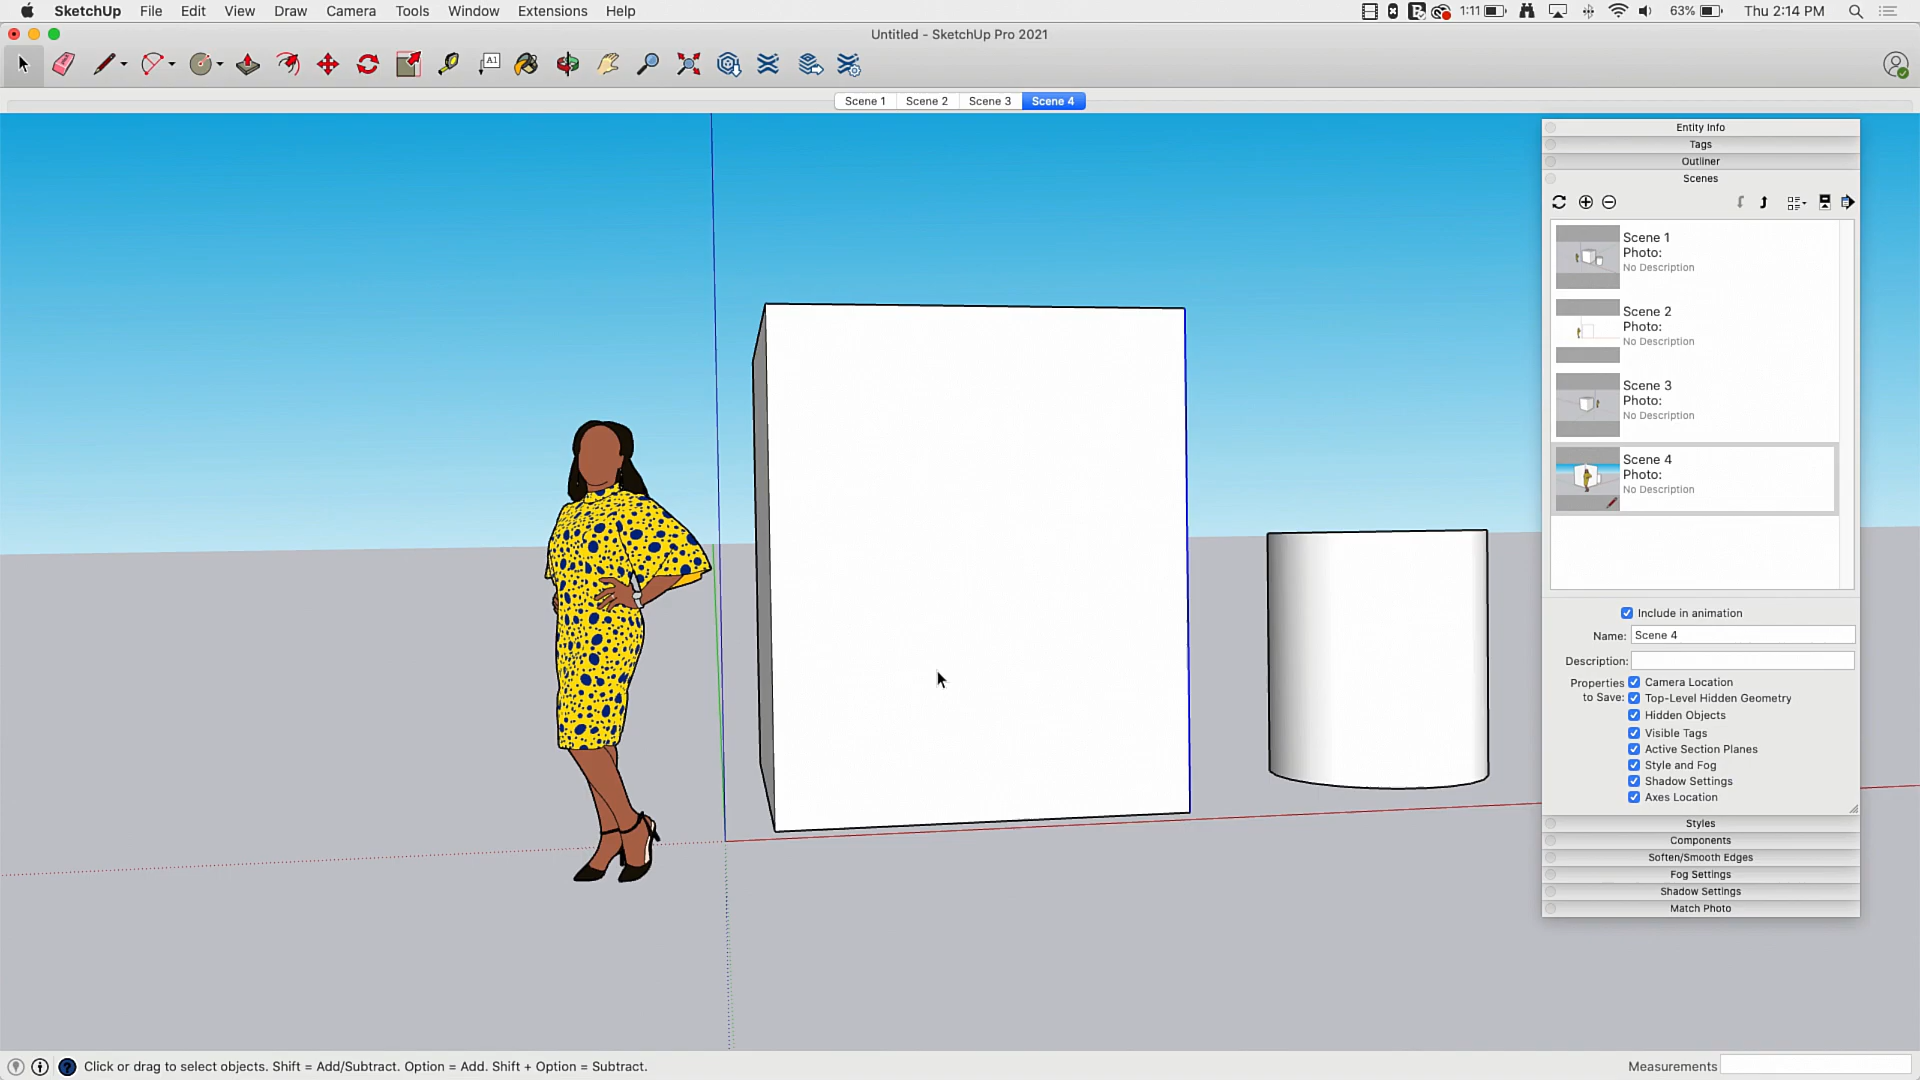 SketchUp File Edit View Draw Camera Tools Window Extensions Help 1:11 63% Thu 2:14 PM
Untitled - SketchUp Pro 2021
A1
Scene 1 Scene 2 Scene 3 Scene 4
Entity Info
Tags
Outliner
Scenes
Scene 1
Photo:
No Description
Scene 2
Photo:
No Description
Scene 3
Photo:
No Description
Scene 4
Photo:
No Description
Include in animation
Name: Scene 4
Description:
Properties to Save:
Camera Location
Top-Level Hidden Geometry
Hidden Objects
Visible Tags
Active Section Planes
Style and Fog
Shadow Settings
Axes Location
Styles
Components
Soften/Smooth Edges
Fog Settings
Shadow Settings
Match Photo
Click or drag to select objects. Shift = Add/Subtract. Option = Add. Shift + Option = Subtract.
Measurements